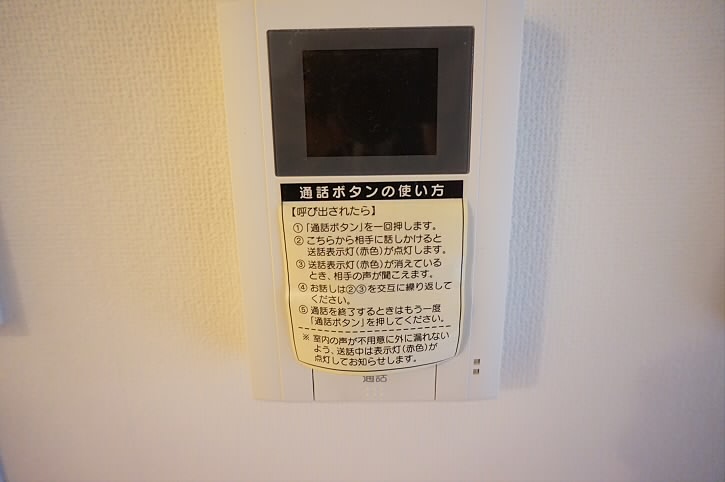 通話ボタンの使い方
【呼び出されたら】
①「通話ボタン」を一回押します。
② こちらから相手に話しかけると
送話表示灯(赤色)が点灯します。
③ 送話表示灯(赤色)が消えている
とき、相手の声が聞こえます。
④ お話しは②③を交互に繰り返して
ください。
⑤ 通話を終了するときはもう一度
「通話ボタン」を押してください。
※ 室内の声が不用意に外に漏れない
よう、送話中は表示灯(赤色)が
点灯してお知らせします。
通話